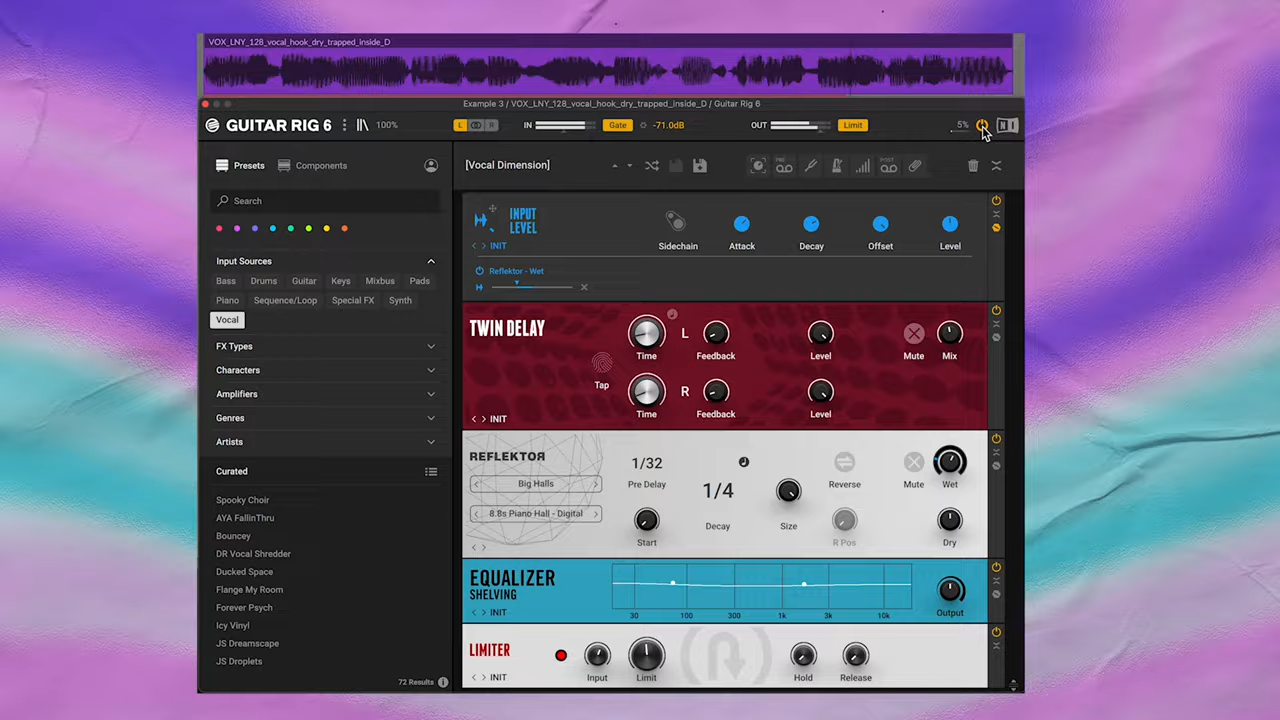 VOX_LNY_128_vocal_hook_dry_trapped_inside_D
Example 3 / VOX_LNY_128_vocal_hook_dry_trapped_inside_D / Guitar Rig 6
GUITAR RIG 6 100% L R IN Gate -71.0dB OUT Limit 5%
Presets Components
[Vocal Dimension]
PRE POST
Search
Input Sources
Bass Drums Guitar Keys Mixbus Pads
Piano Sequence/Loop Special FX Synth
Vocal
FX Types
Characters
Amplifiers
Genres
Artists
Curated
Spooky Choir
AYA FallinThru
Bouncey
DR Vocal Shredder
Ducked Space
Flange My Room
Forever Psych
Icy Vinyl
JS Dreamscape
JS Droplets
72 Results
INPUT
LEVEL
INIT
Sidechain Attack Decay Offset Level
Reflektor - Wet
TWIN DELAY
L
Time Feedback Level Mute Mix
Tap
R
Time Feedback Level
INIT
REFLEKTOR
Big Halls
8.8s Piano Hall - Digital
1/32
Pre Delay
1/4
Decay
Start
Size
Reverse
R Pos
Mute Wet
Dry
EQUALIZER
SHELVING
INIT
30 100 300 1k 3k 10k
Output
LIMITER
INIT
Input Limit Hold Release